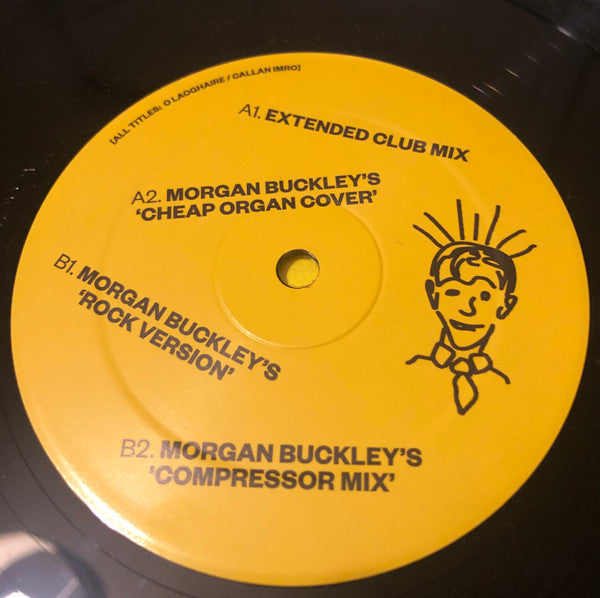 [ALL TITLES: O LAOGHAIRE / CALLAN IMRO]
A1. EXTENDED CLUB MIX
A2. MORGAN BUCKLEY'S
‘CHEAP ORGAN COVER’
B1. MORGAN BUCKLEY'S
‘ROCK VERSION’
B2. MORGAN BUCKLEY'S
‘COMPRESSOR MIX’